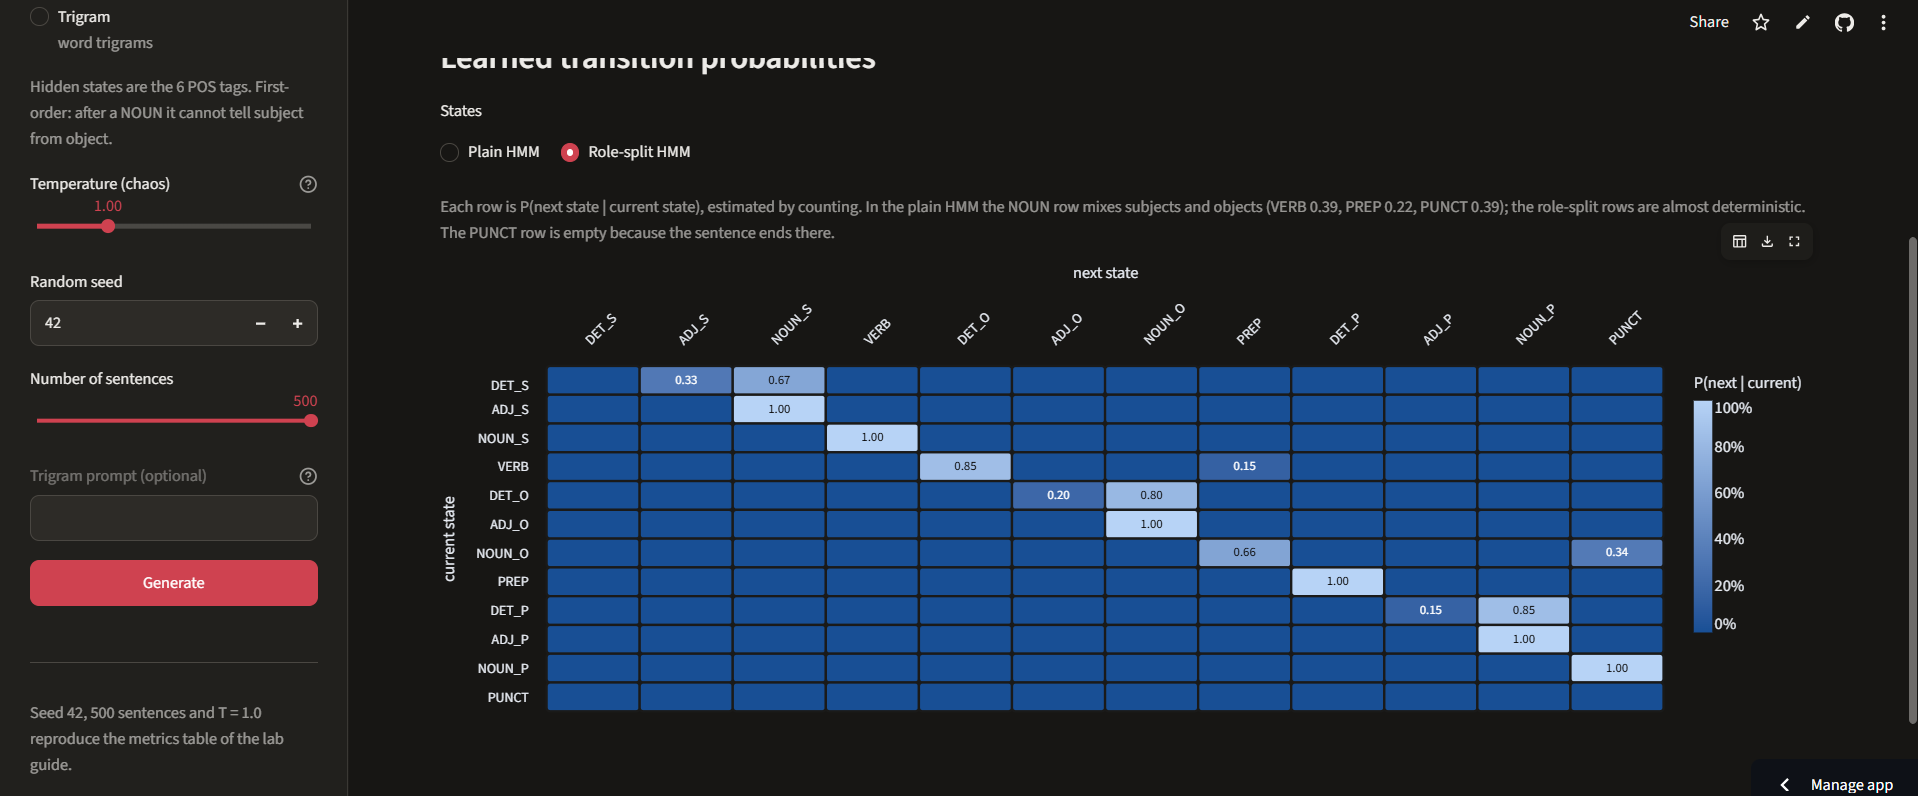 Trigram
word trigrams
Hidden states are the 6 POS tags. First-
order: after a NOUN it cannot tell subject
from object.
Temperature (chaos)
1.00
Random seed
42
Number of sentences
500
Trigram prompt (optional)
Generate
Seed 42, 500 sentences and T = 1.0
reproduce the metrics table of the lab
guide.
Share
Learned transition probabilities
States
Plain HMM Role-split HMM
Each row is P(next state | current state), estimated by counting. In the plain HMM the NOUN row mixes subjects and objects (VERB 0.39, PREP 0.22, PUNCT 0.39); the role-split rows are almost deterministic.
The PUNCT row is empty because the sentence ends there.
next state
DET_S ADJ_S NOUN_S VERB DET_O ADJ_O NOUN_O PREP DET_P ADJ_P NOUN_P PUNCT
current state
DET_S 0.33 0.67
ADJ_S 1.00
NOUN_S 1.00
VERB 0.85 0.15
DET_O 0.20 0.80
ADJ_O 1.00
NOUN_O 0.66 0.34
PREP 1.00
DET_P 0.15 0.85
ADJ_P 1.00
NOUN_P 1.00
PUNCT
P(next | current)
100%
80%
60%
40%
20%
0%
Manage app